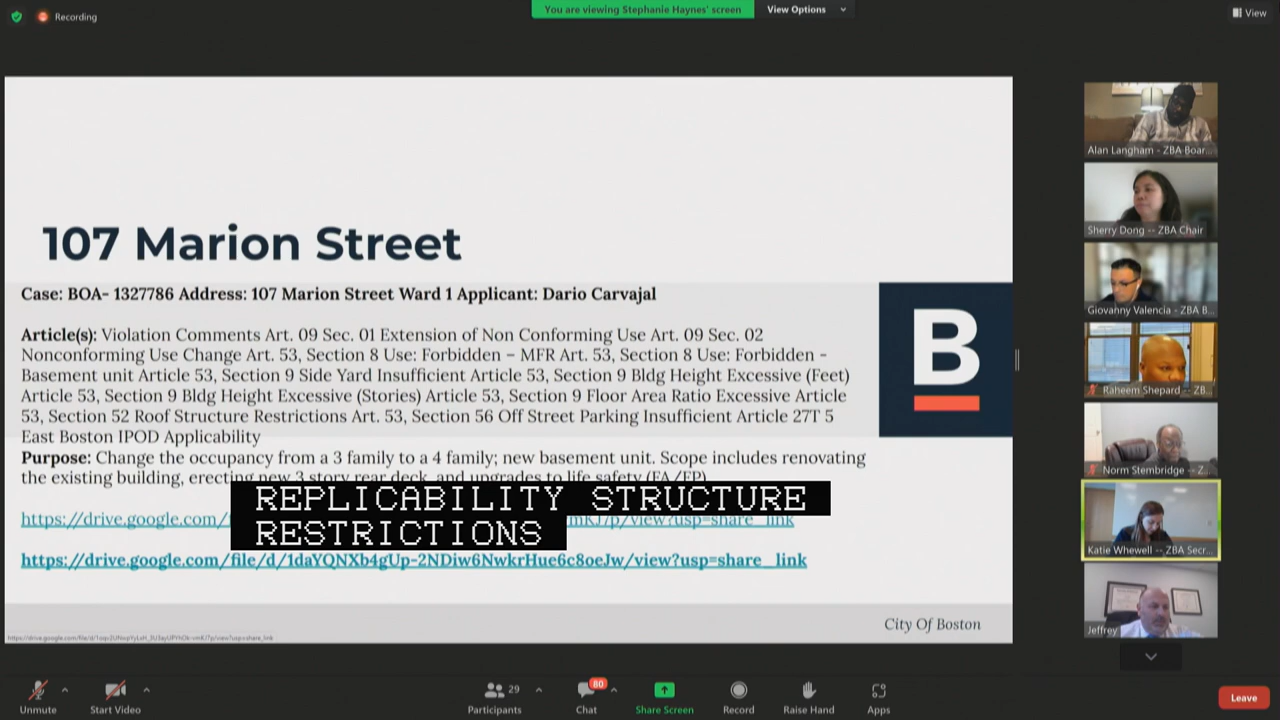 Recording
You are viewing Stephanie Haynes' screen
View Options
View
107 Marion Street
Case: BOA- 1327786 Address: 107 Marion Street Ward 1 Applicant: Dario Carvajal
Article(s): Violation Comments Art. 09 Sec. 01 Extension of Non Conforming Use Art. 09 Sec. 02
Nonconforming Use Change Art. 53, Section 8 Use: Forbidden – MFR Art. 53, Section 8 Use: Forbidden -
Basement unit Article 53, Section 9 Side Yard Insufficient Article 53, Section 9 Bldg Height Excessive (Feet)
Article 53, Section 9 Bldg Height Excessive (Stories) Article 53, Section 9 Floor Area Ratio Excessive Article
53, Section 52 Roof Structure Restrictions Art. 53, Section 56 Off Street Parking Insufficient Article 27T 5
East Boston IPOD Applicability
Purpose: Change the occupancy from a 3 family to a 4 family; new basement unit. Scope includes renovating
the existing building, erecting new 3 story rear deck, and upgrades to life safety (FA/FP)
REPLICABILITY STRUCTURE
RESTRICTIONS
https://drive.google.com/
mKJ7p/view?usp=share_link
https://drive.google.com/file/d/1daYQNXb4gUp-2NDiw6NwkrHue6c8oeJw/view?usp=share_link
B
City Of Boston
Alan Langham - ZBA Boar...
Sherry Dong -- ZBA Chair
Giovanny Valencia -- ZBA B...
Raheem Shepard -- ZB...
Norm Stembridge -- Z...
Katie Whewell -- ZBA Secr...
Jeffrey
Unmute
Start Video
Participants
29
Chat
80
Share Screen
Record
Raise Hand
Apps
Leave